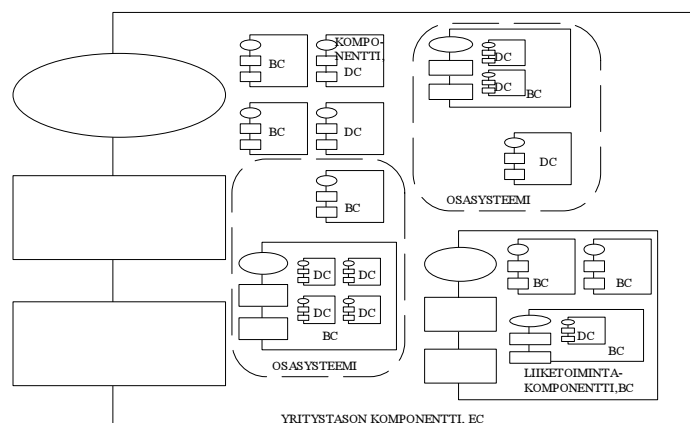 KOMPO-
NENTTI,
BC
DC
BC
DC
BC
DC
DC
BC
DC
OSASYSTEEMI
DC
DC
DC
DC
BC
OSASYSTEEMI
BC
BC
DC
BC
LIIKETOIMINTA-
KOMPONENTTI,BC
YRITYSTASON KOMPONENTTI, EC